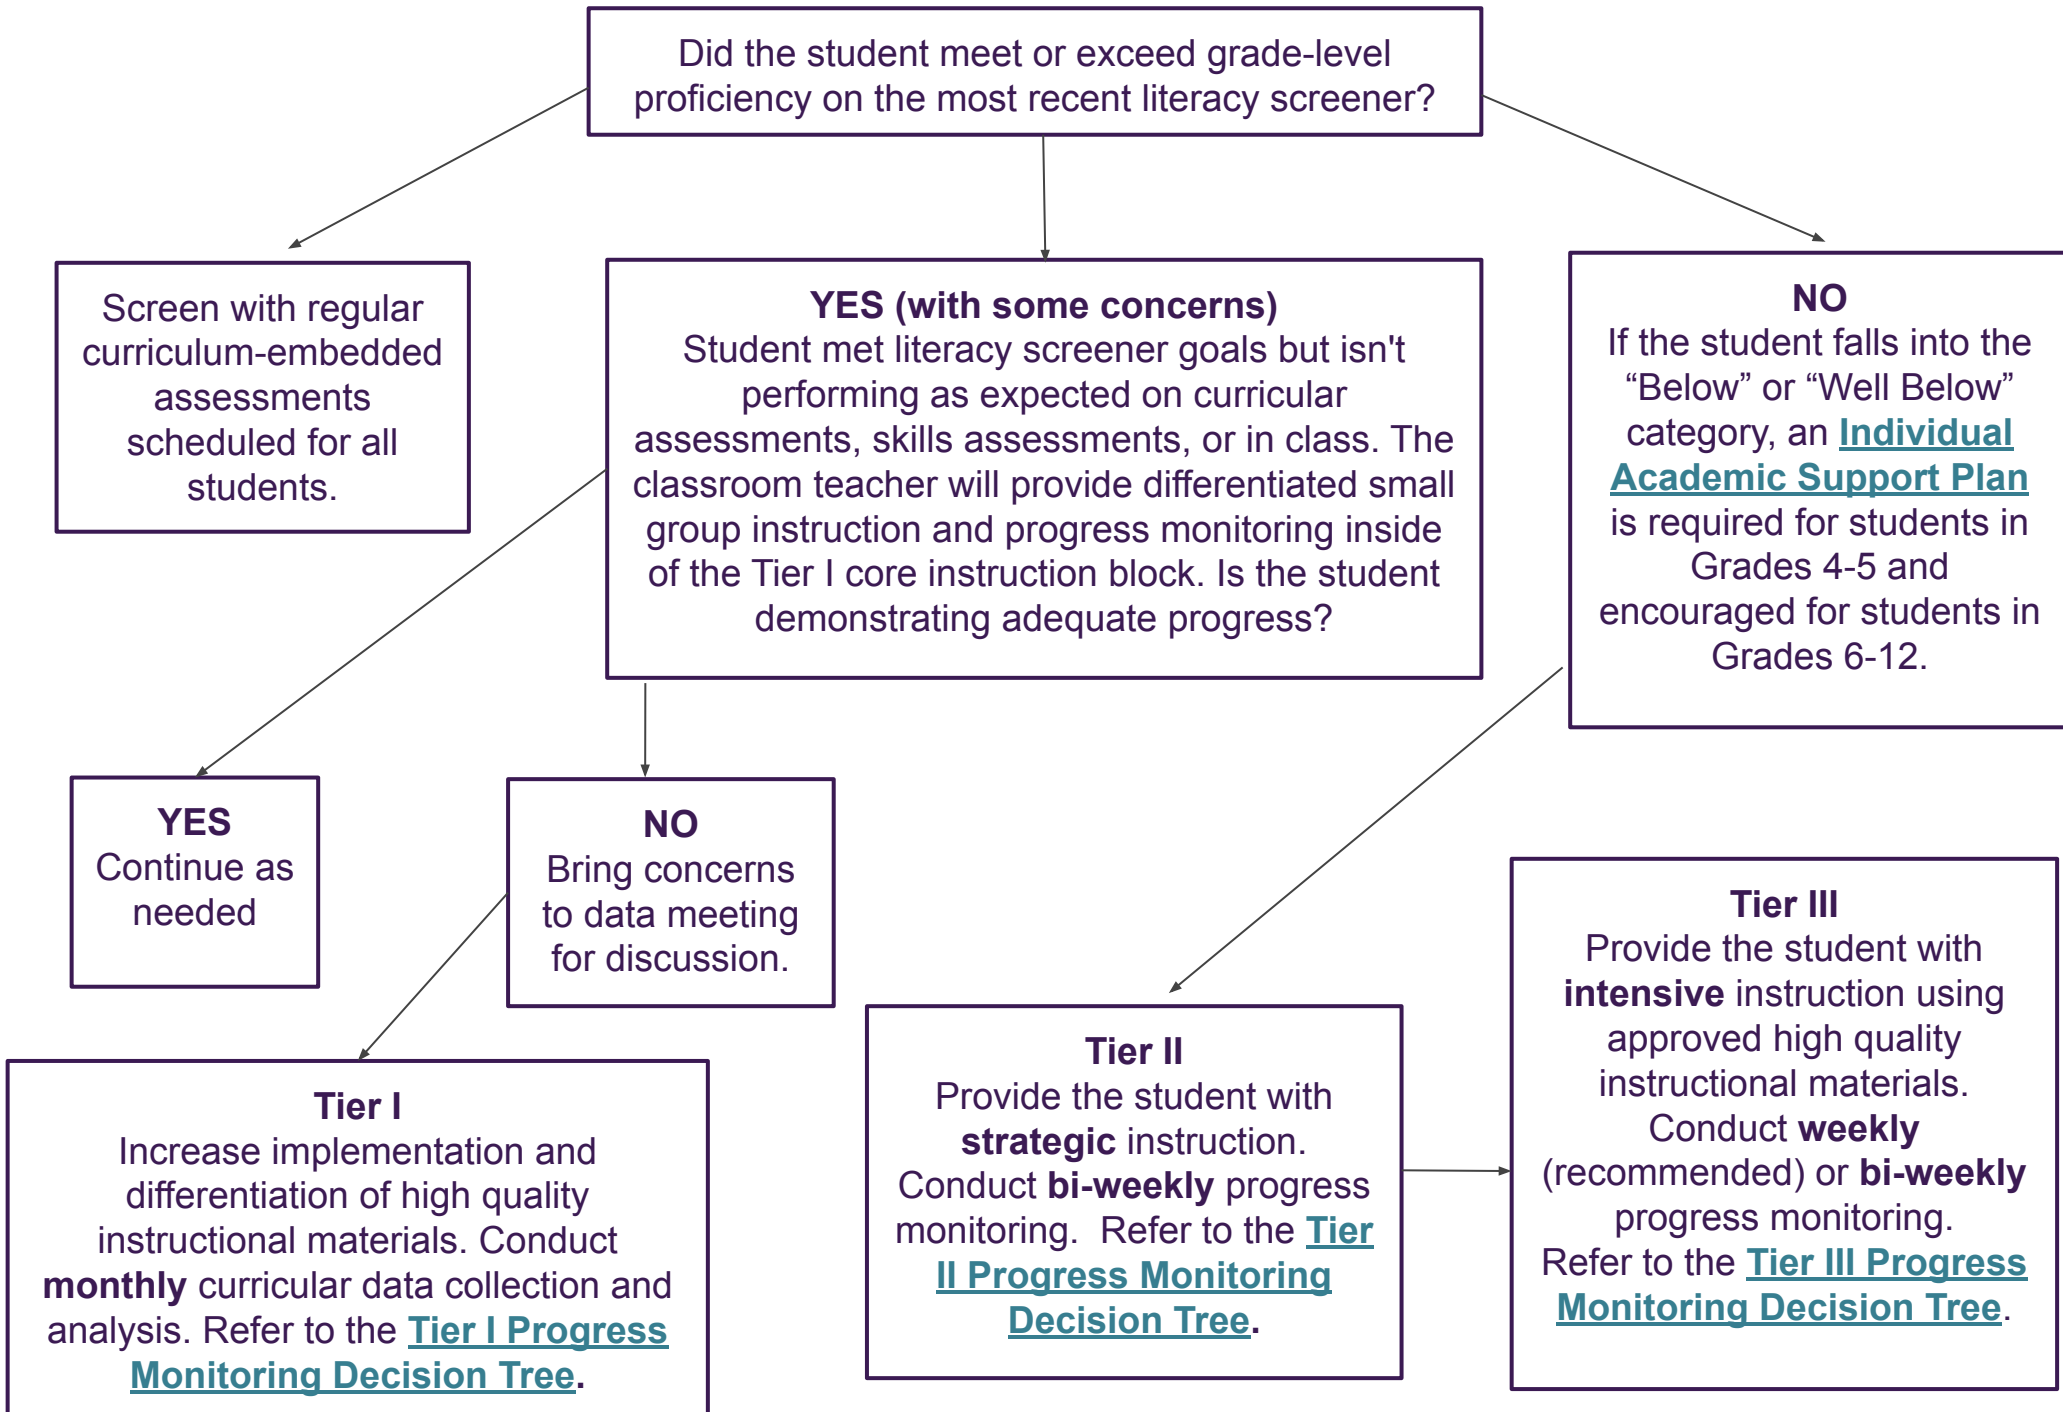 Did the student meet or exceed grade-level
proficiency on the most recent literacy screener?
Screen with regular
curriculum-embedded
assessments
scheduled for all
students.
YES (with some concerns)
Student met literacy screener goals but isn't
performing as expected on curricular
assessments, skills assessments, or in class. The
classroom teacher will provide differentiated small
group instruction and progress monitoring inside
of the Tier I core instruction block. Is the student
demonstrating adequate progress?
NO
If the student falls into the
“Below” or “Well Below”
category, an Individual
Academic Support Plan
is required for students in
Grades 4-5 and
encouraged for students in
Grades 6-12.
YES
Continue as
needed
NO
Bring concerns
to data meeting
for discussion.
Tier I
Increase implementation and
differentiation of high quality
instructional materials. Conduct
monthly curricular data collection and
analysis. Refer to the Tier I Progress
Monitoring Decision Tree.
Tier II
Provide the student with
strategic instruction.
Conduct bi-weekly progress
monitoring.  Refer to the Tier
II Progress Monitoring
Decision Tree.
Tier III
Provide the student with
intensive instruction using
approved high quality
instructional materials.
Conduct weekly
(recommended) or bi-weekly
progress monitoring.
Refer to the Tier III Progress
Monitoring Decision Tree.